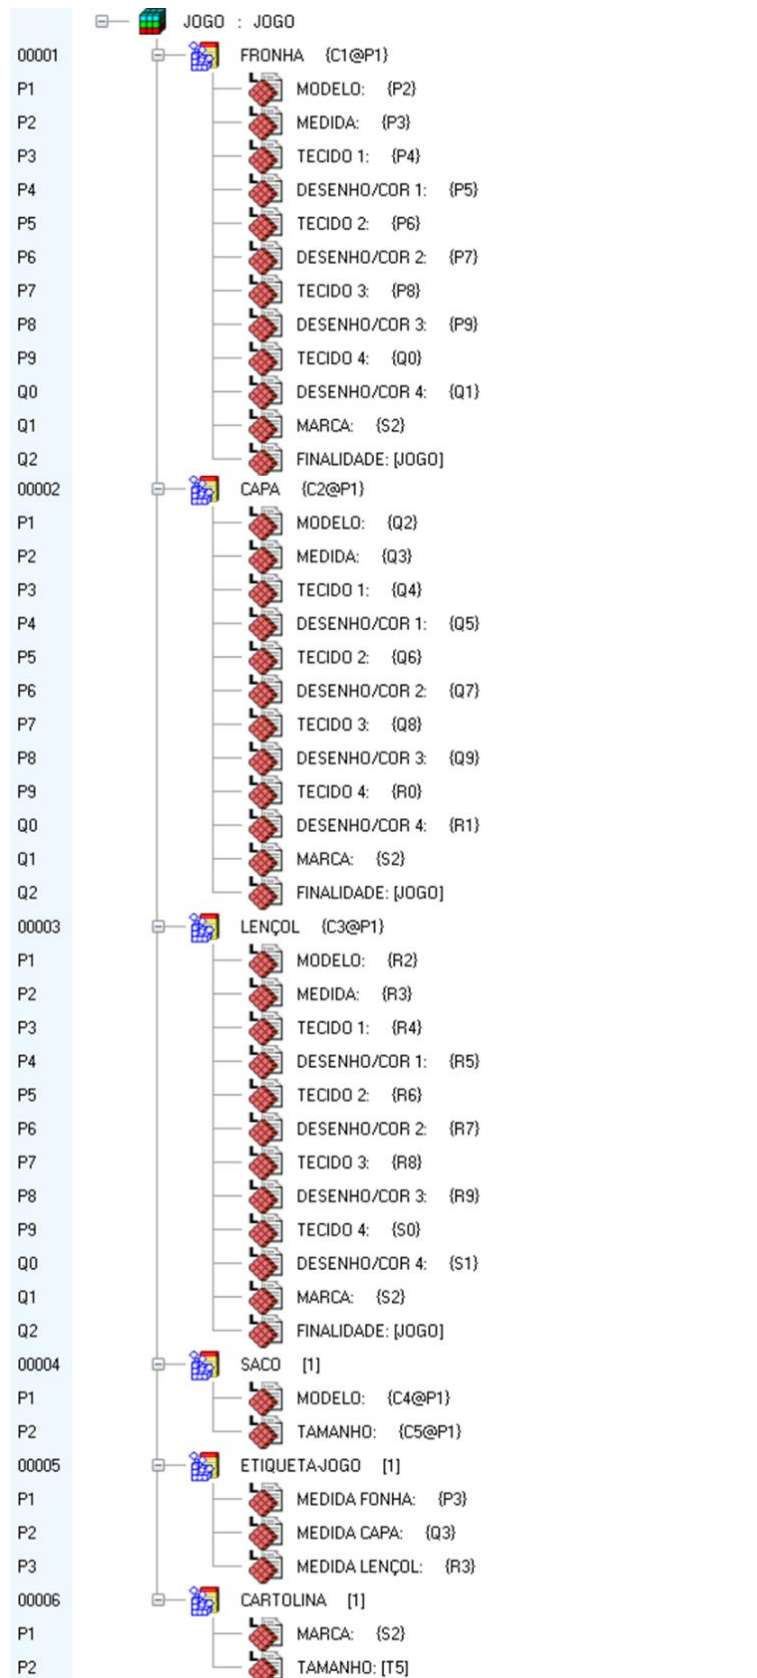 JOGO : JOGO
00001 FRONHA {C1@P1}
P1 MODELO: {P2}
P2 MEDIDA: {P3}
P3 TECIDO 1: {P4}
P4 DESENHO/COR 1: {P5}
P5 TECIDO 2: {P6}
P6 DESENHO/COR 2: {P7}
P7 TECIDO 3: {P8}
P8 DESENHO/COR 3: {P9}
P9 TECIDO 4: {Q0}
Q0 DESENHO/COR 4: {Q1}
Q1 MARCA: {S2}
Q2 FINALIDADE: [JOGO]
00002 CAPA {C2@P1}
P1 MODELO: {Q2}
P2 MEDIDA: {Q3}
P3 TECIDO 1: {Q4}
P4 DESENHO/COR 1: {Q5}
P5 TECIDO 2: {Q6}
P6 DESENHO/COR 2: {Q7}
P7 TECIDO 3: {Q8}
P8 DESENHO/COR 3: {Q9}
P9 TECIDO 4: {R0}
Q0 DESENHO/COR 4: {R1}
Q1 MARCA: {S2}
Q2 FINALIDADE: [JOGO]
00003 LENÇOL {C3@P1}
P1 MODELO: {R2}
P2 MEDIDA: {R3}
P3 TECIDO 1: {R4}
P4 DESENHO/COR 1: {R5}
P5 TECIDO 2: {R6}
P6 DESENHO/COR 2: {R7}
P7 TECIDO 3: {R8}
P8 DESENHO/COR 3: {R9}
P9 TECIDO 4: {S0}
Q0 DESENHO/COR 4: {S1}
Q1 MARCA: {S2}
Q2 FINALIDADE: [JOGO]
00004 SACO [1]
P1 MODELO: {C4@P1}
P2 TAMANHO: {C5@P1}
00005 ETIQUETAJOGO [1]
P1 MEDIDA FONHA: {P3}
P2 MEDIDA CAPA: {Q3}
P3 MEDIDA LENÇOL: {R3}
00006 CARTOLINA [1]
P1 MARCA: {S2}
P2 TAMANHO: [T5]